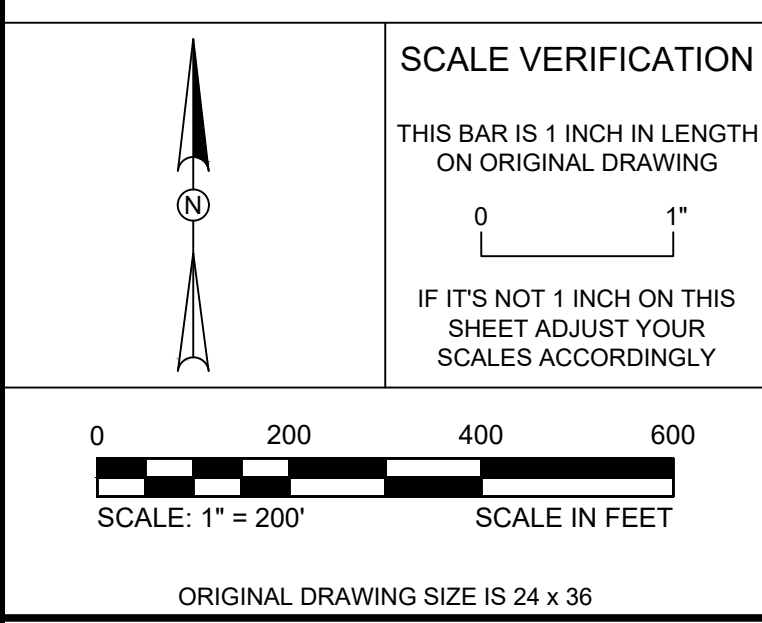 N
SCALE VERIFICATION
THIS BAR IS 1 INCH IN LENGTH
ON ORIGINAL DRAWING
0 1"
IF IT'S NOT 1 INCH ON THIS
SHEET ADJUST YOUR
SCALES ACCORDINGLY
0 200 400 600
SCALE: 1" = 200' SCALE IN FEET
ORIGINAL DRAWING SIZE IS 24 x 36